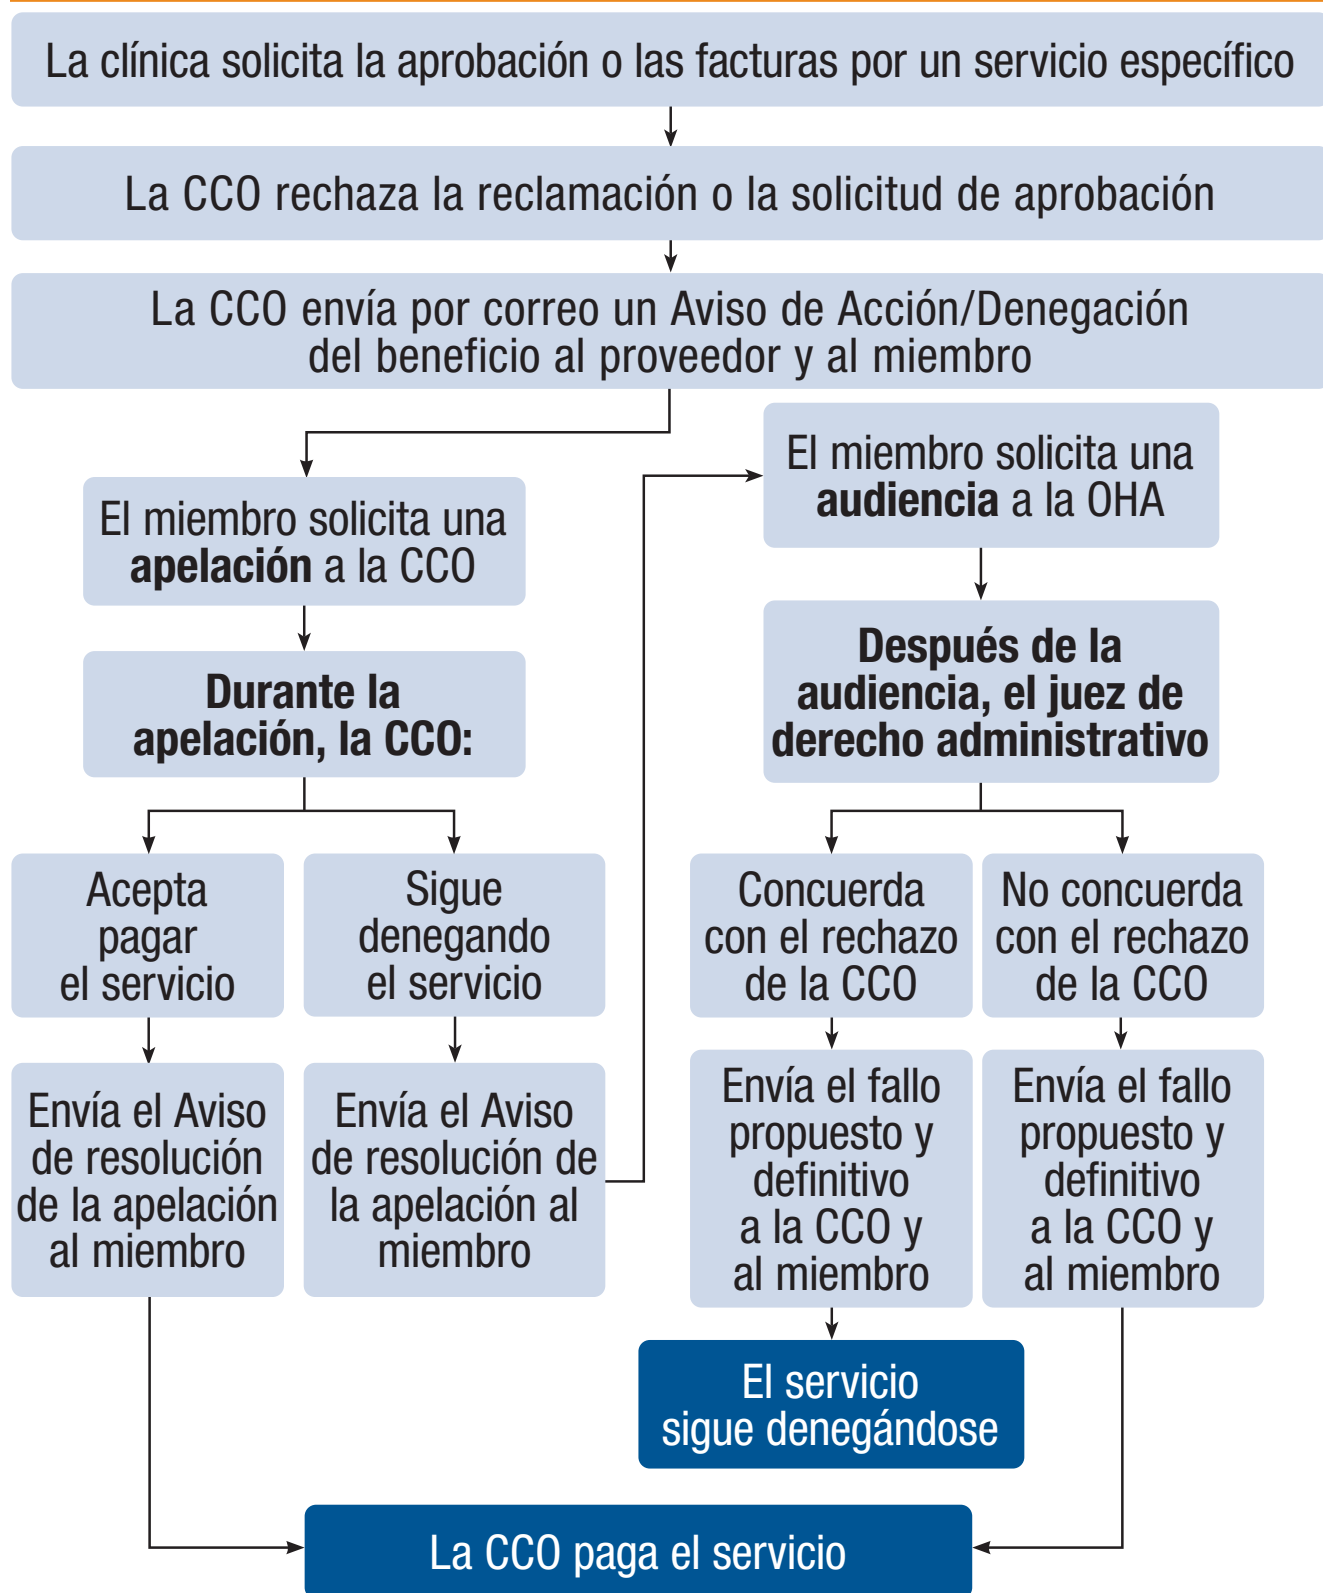 La clínica solicita la aprobación o las facturas por un servicio específico
La CCO rechaza la reclamación o la solicitud de aprobación
La CCO envía por correo un Aviso de Acción/Denegación
del beneficio al proveedor y al miembro
El miembro solicita una
apelación a la CCO
Durante la
apelación, la CCO:
Acepta
pagar
el servicio
Envía el Aviso
de resolución
de la apelación
al miembro
Sigue
denegando
el servicio
Envía el Aviso
de resolución de
la apelación al
miembro
El miembro solicita una
audiencia a la OHA
Después de la
audiencia, el juez de
derecho administrativo
Concuerda
con el rechazo
de la CCO
Envía el fallo
propuesto y
definitivo
a la CCO y
al miembro
El servicio
sigue denegándose
No concuerda
con el rechazo
de la CCO
Envía el fallo
propuesto y
definitivo
a la CCO y
al miembro
La CCO paga el servicio